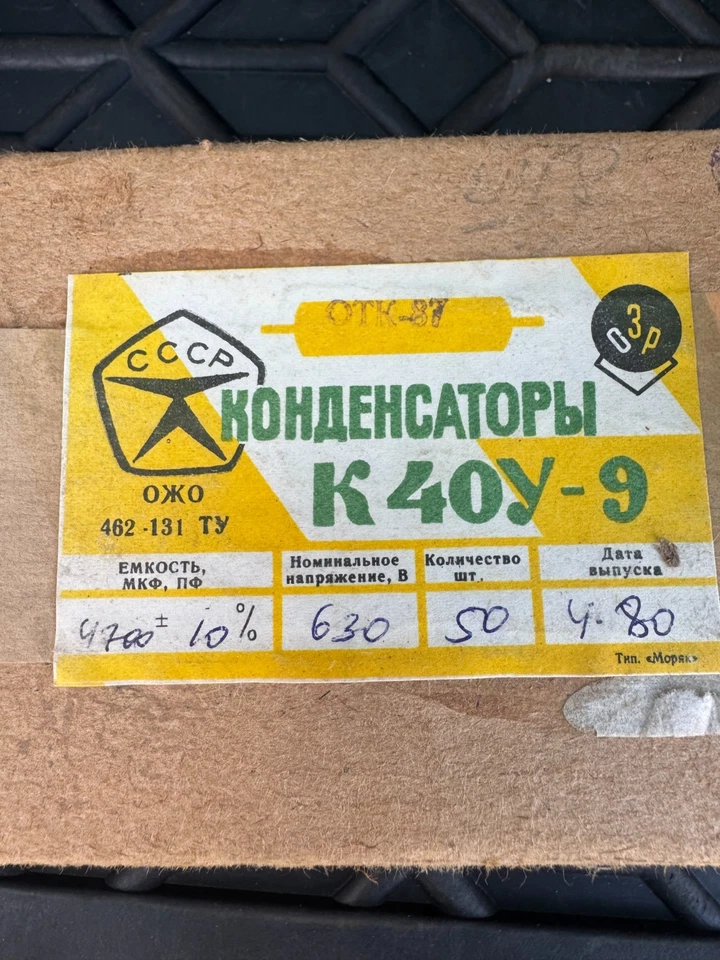 ОТК-87
СЗР
СССР
КОНДЕНСАТОРЫ
К 40У-9
ОЖО
462-131 ТУ
ЕМКОСТЬ,
МКФ, ПФ
Номинальное
напряжение, В
Количество
шт.
Дата
выпуска
4700 ± 10%
630
50
4.80
Тип. «Моряк»